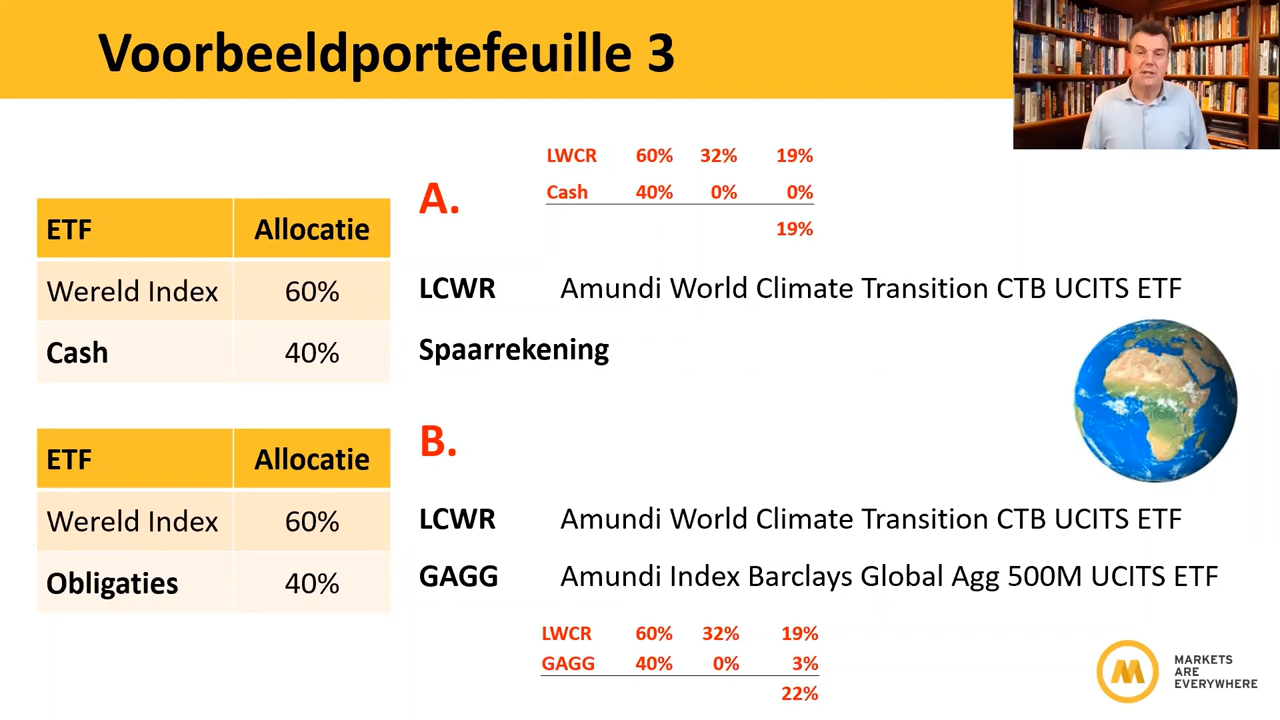 Voorbeeldportefeuille 3
LWCR 60% 32% 19%
Cash 40% 0% 0%
19%
A.
ETF Allocatie
Wereld Index 60%
Cash 40%
LCWR Amundi World Climate Transition CTB UCITS ETF
Spaarrekening
B.
ETF Allocatie
Wereld Index 60%
Obligaties 40%
LCWR Amundi World Climate Transition CTB UCITS ETF
GAGG Amundi Index Barclays Global Agg 500M UCITS ETF
LWCR 60% 32% 19%
GAGG 40% 0% 3%
22%
MARKETS
ARE
EVERYWHERE